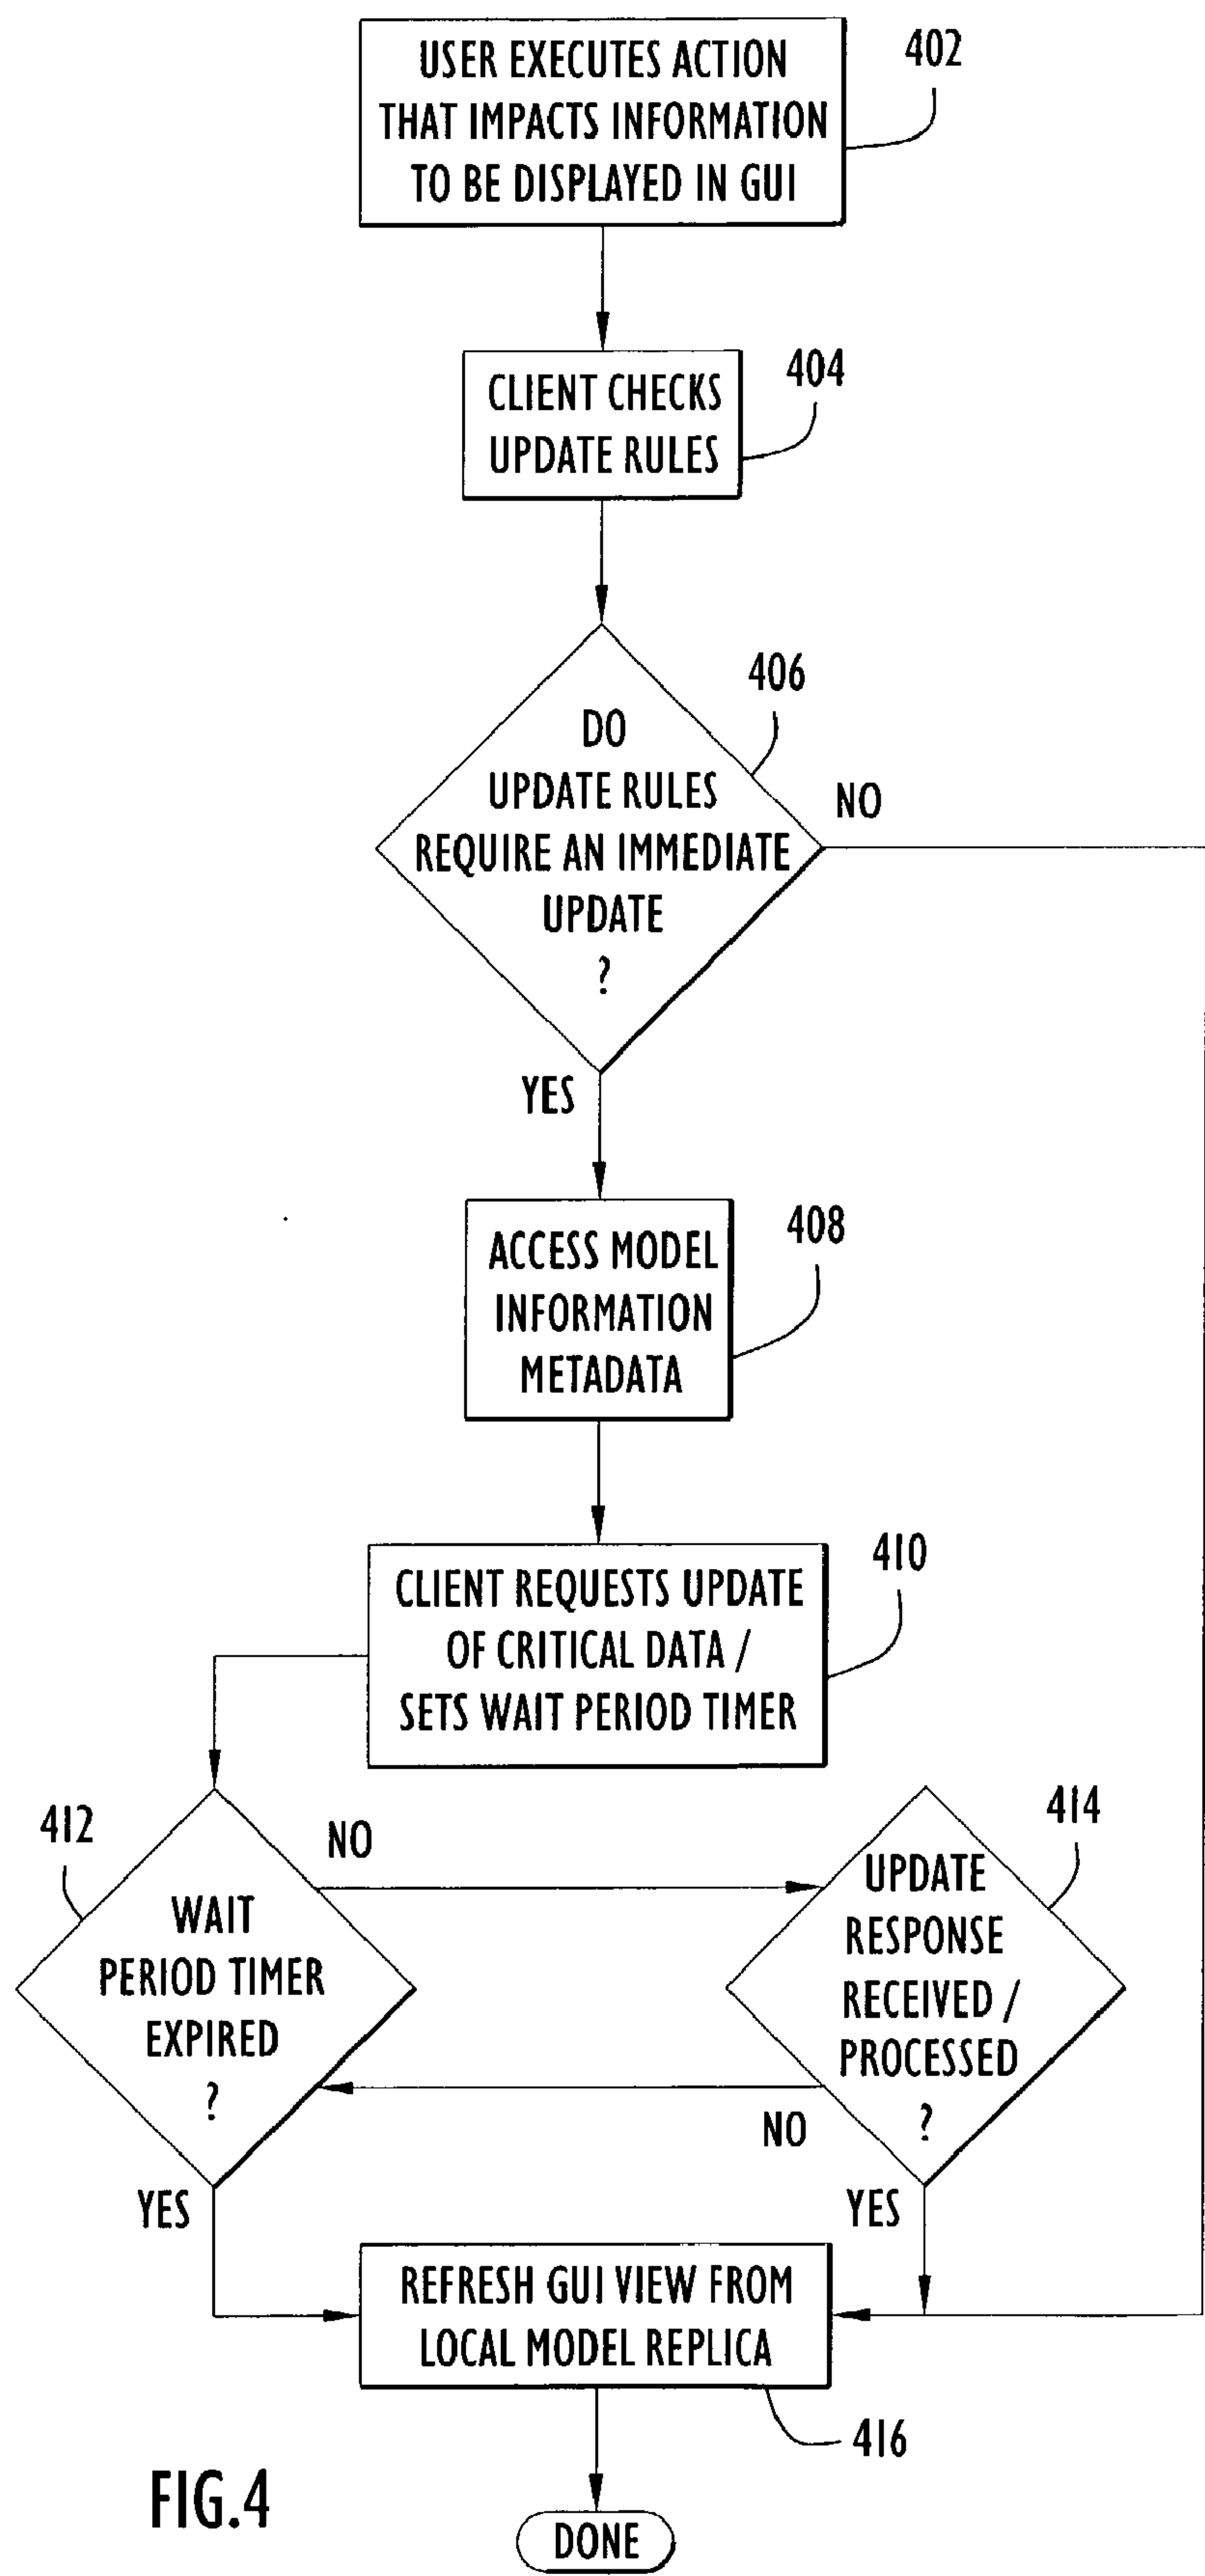 USER EXECUTES ACTION
THAT IMPACTS INFORMATION
TO BE DISPLAYED IN GUI
402
CLIENT CHECKS
UPDATE RULES
404
DO
UPDATE RULES
REQUIRE AN IMMEDIATE
UPDATE
?
406
NO
YES
ACCESS MODEL
INFORMATION
METADATA
408
CLIENT REQUESTS UPDATE
OF CRITICAL DATA /
SETS WAIT PERIOD TIMER
410
412
WAIT
PERIOD TIMER
EXPIRED
?
NO
YES
414
UPDATE
RESPONSE
RECEIVED /
PROCESSED
?
NO
YES
REFRESH GUI VIEW FROM
LOCAL MODEL REPLICA
416
FIG.4
DONE